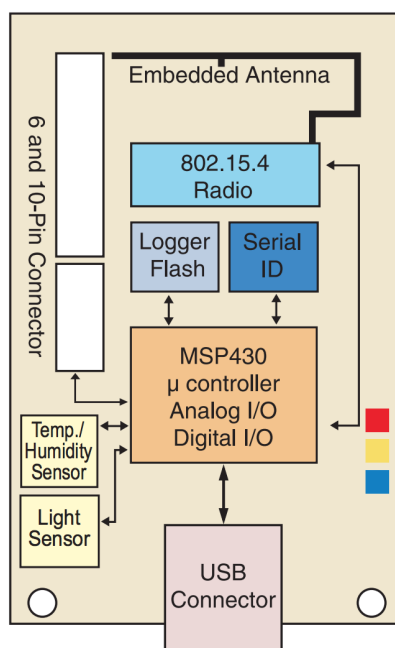 Embedded Antenna
6 and 10-Pin Connector
802.15.4
Radio
Logger
Flash
Serial
ID
MSP430
µ controller
Analog I/O
Digital I/O
Temp./
Humidity
Sensor
Light
Sensor
USB
Connector